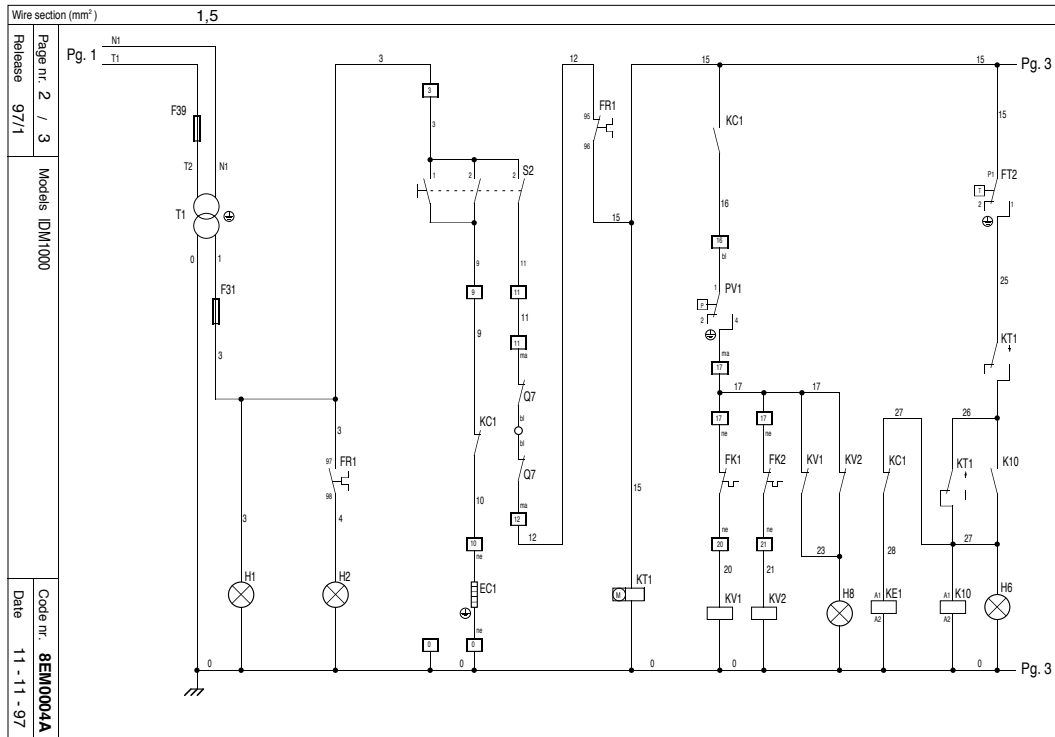 Wire section (mm²)
1,5
Page nr. 2 / 3
Release 97/1
Models IDM1000
Code nr. 8EM0004A
Date 11 - 11 - 97
Pg. 1
N1
T1
3
12
15
15
Pg. 3
F39
3
3
95
FR1
96
KC1
15
T2
N1
T1
1
2
2
S2
15
16
P1
FT2
T
2
1
0
1
F31
3
9
11
9
11
9
11
11
ma
16
bl
1
PV1
P
2
4
ma
17
25
KT1
Q7
bl
bl
Q7
ma
12
12
17
17
17
ne
17
ne
27
26
3
97
FR1
98
4
KC1
10
10
ne
15
FK1
FK2
KV1
KV2
KC1
KT1
K10
ne
20
20
ne
21
21
23
28
27
3
H1
H2
EC1
ne
0
0
M
KT1
KV1
KV2
H8
A1
KE1
A2
A1
K10
A2
H6
0
0
0
0
0
Pg. 3